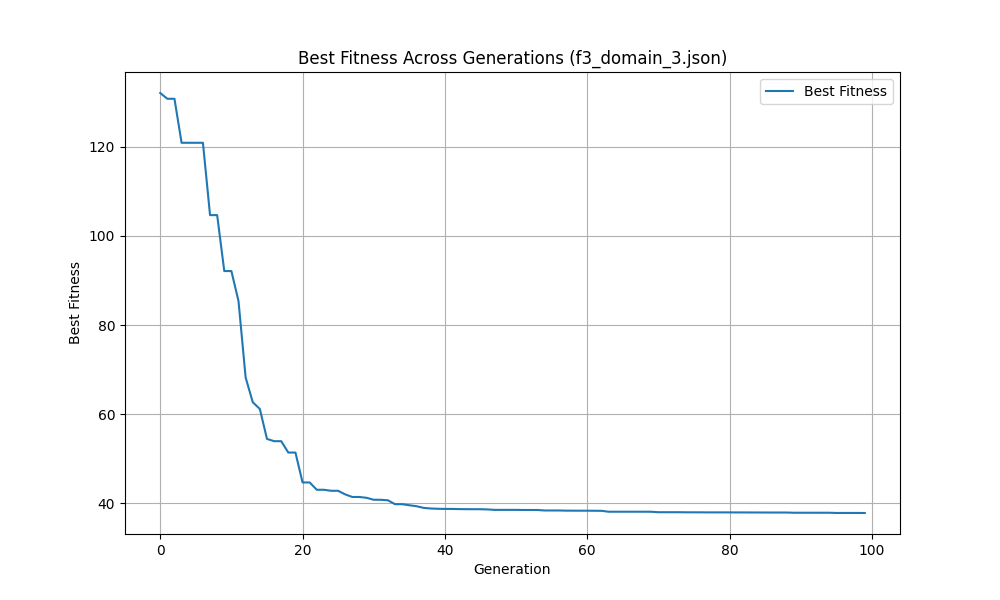 Best Fitness Across Generations (f3_domain_3.json)
Best Fitness
120
100
80
60
40
Best Fitness
0 20 40 60 80 100
Generation